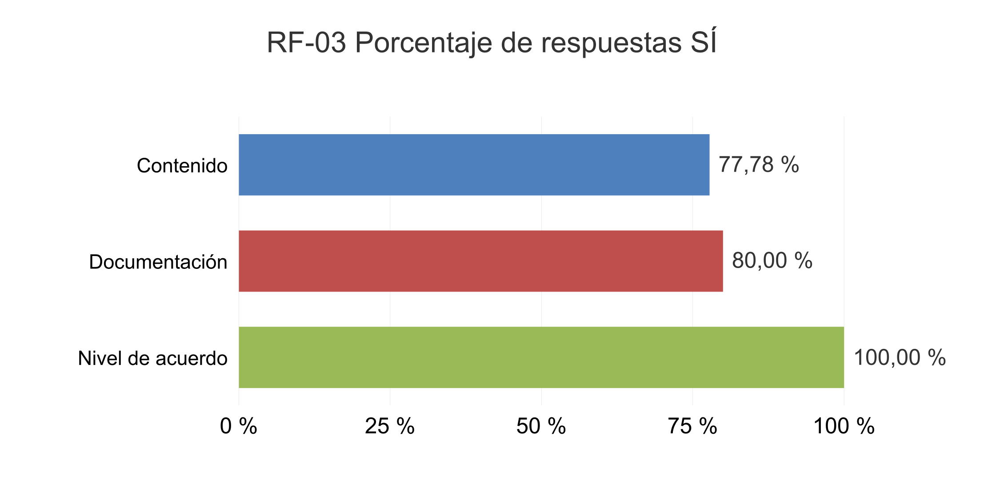 RF-03 Porcentaje de respuestas SÍ
Contenido
77,78 %
Documentación
80,00 %
Nivel de acuerdo
100,00 %
0 % 25 % 50 % 75 % 100 %